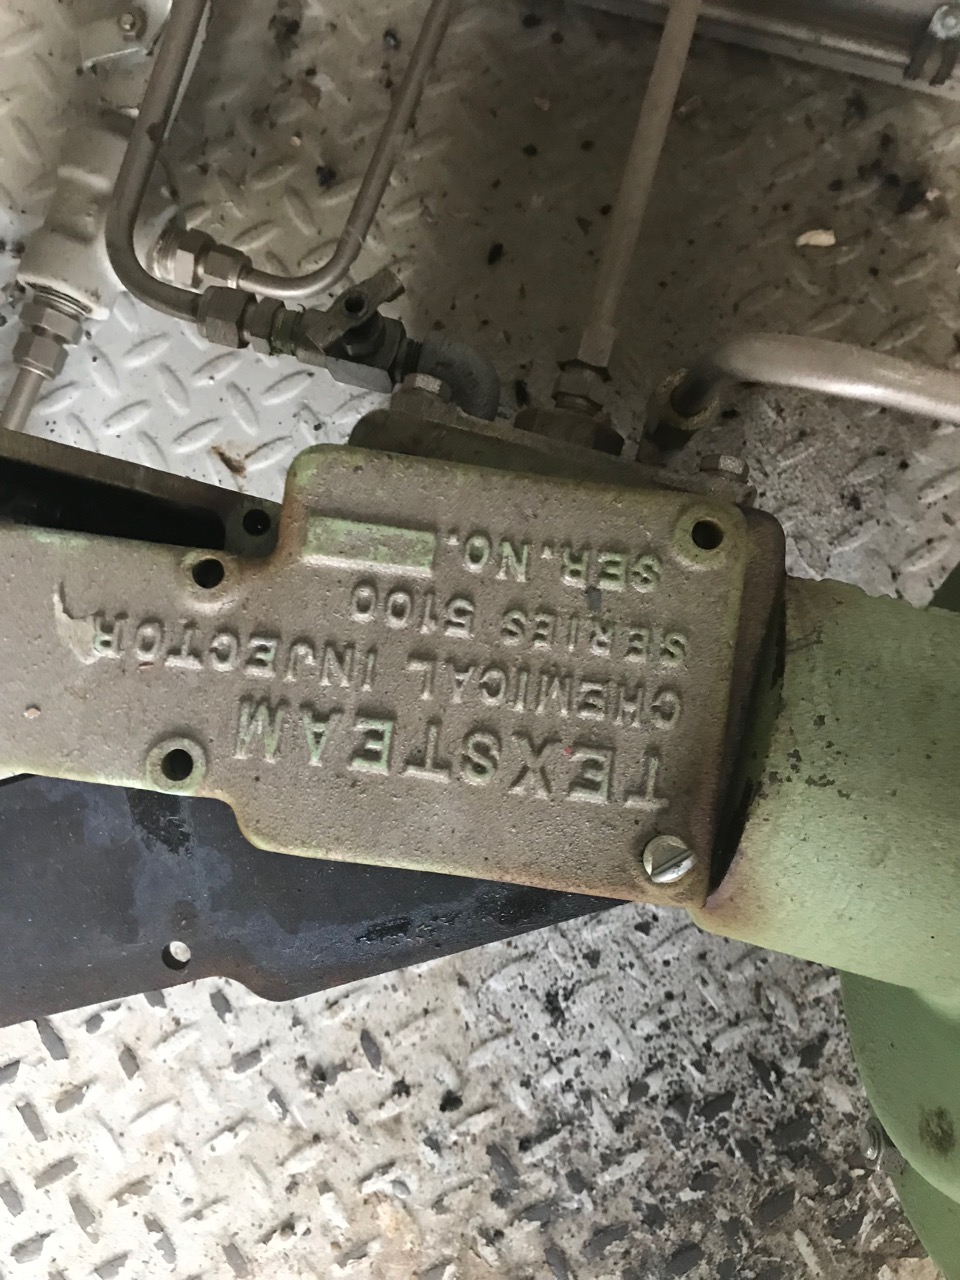 TEXSTEAM
CHEMICAL INJECTOR
SERIES 5100
SER. NO.